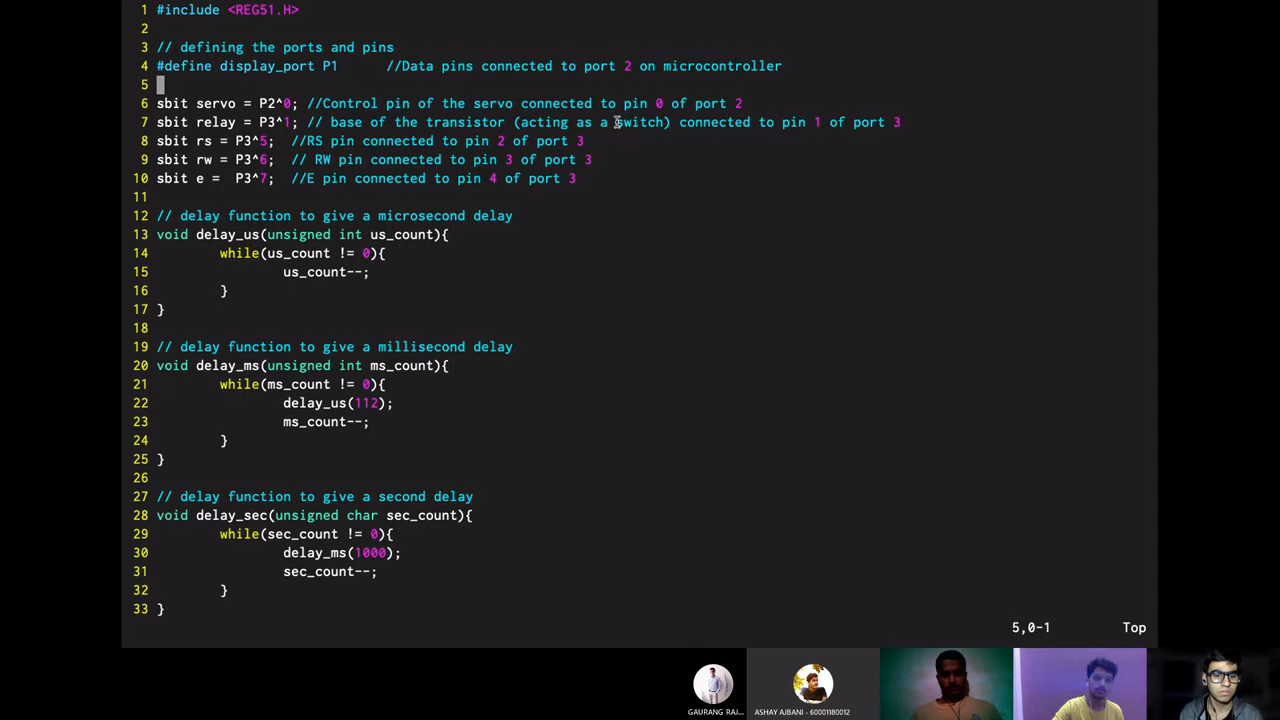 1 #include <REG51.H>
2
3 // defining the ports and pins
4 #define display_port P1 //Data pins connected to port 2 on microcontroller
5
6 sbit servo = P2^0; //Control pin of the servo connected to pin 0 of port 2
7 sbit relay = P3^1; // base of the transistor (acting as a switch) connected to pin 1 of port 3
8 sbit rs = P3^5; //RS pin connected to pin 2 of port 3
9 sbit rw = P3^6; // RW pin connected to pin 3 of port 3
10 sbit e = P3^7; //E pin connected to pin 4 of port 3
11
12 // delay function to give a microsecond delay
13 void delay_us(unsigned int us_count){
14 while(us_count != 0){
15 us_count--;
16 }
17 }
18
19 // delay function to give a millisecond delay
20 void delay_ms(unsigned int ms_count){
21 while(ms_count != 0){
22 delay_us(112);
23 ms_count--;
24 }
25 }
26
27 // delay function to give a second delay
28 void delay_sec(unsigned char sec_count){
29 while(sec_count != 0){
30 delay_ms(1000);
31 sec_count--;
32 }
33 }
5,0-1 Top
GAURANG RAJ... ASHAY AJBANI - 60001180012